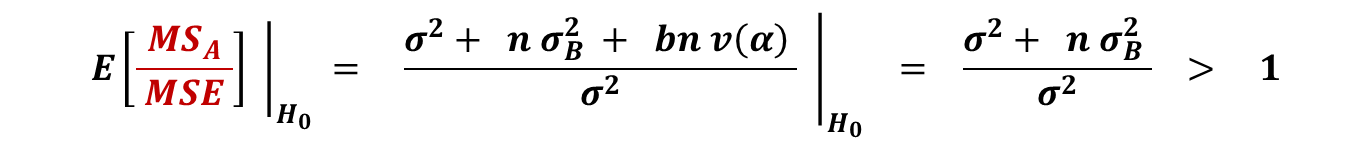 E[MS_A / MSE] |_{H_0} = (σ² + n σ_B² + bn v(α)) / σ² |_{H_0} = (σ² + n σ_B²) / σ² > 1